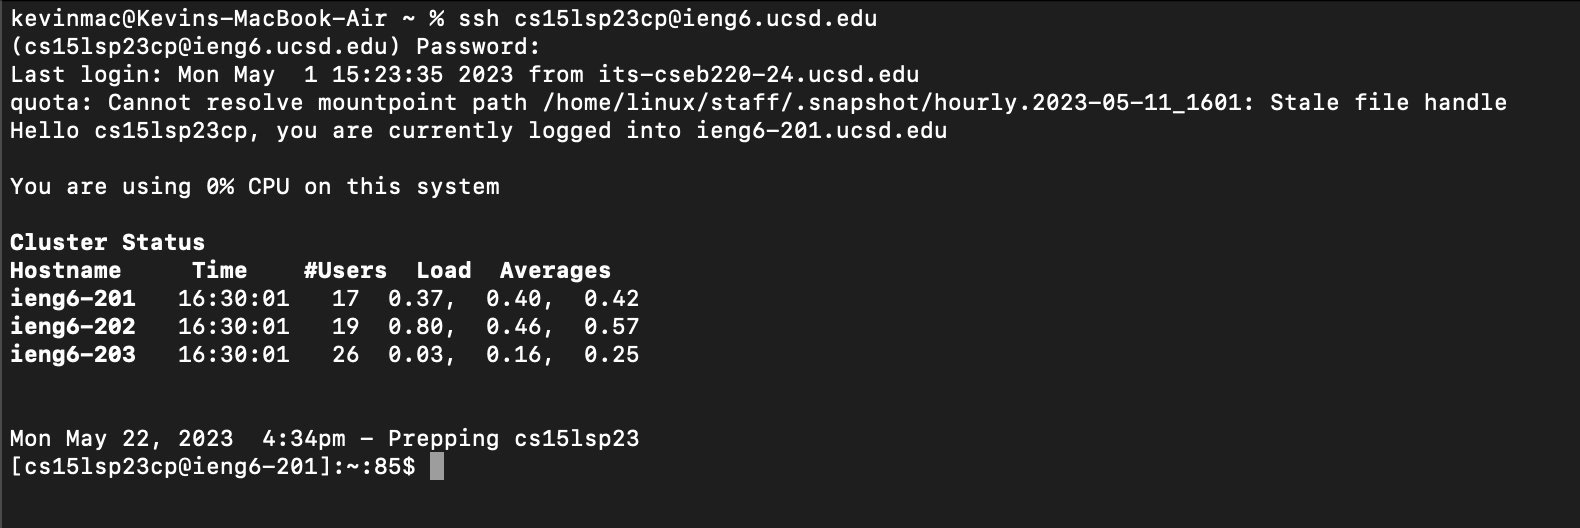 kevinmac@Kevins-MacBook-Air ~ % ssh cs15lsp23cp@ieng6.ucsd.edu
(cs15lsp23cp@ieng6.ucsd.edu) Password:
Last login: Mon May  1 15:23:35 2023 from its-cseb220-24.ucsd.edu
quota: Cannot resolve mountpoint path /home/linux/staff/.snapshot/hourly.2023-05-11_1601: Stale file handle
Hello cs15lsp23cp, you are currently logged into ieng6-201.ucsd.edu
You are using 0% CPU on this system
Cluster Status
Hostname     Time    #Users  Load  Averages
ieng6-201   16:30:01   17  0.37,  0.40,  0.42
ieng6-202   16:30:01   19  0.80,  0.46,  0.57
ieng6-203   16:30:01   26  0.03,  0.16,  0.25
Mon May 22, 2023  4:34pm - Prepping cs15lsp23
[cs15lsp23cp@ieng6-201]:~:85$